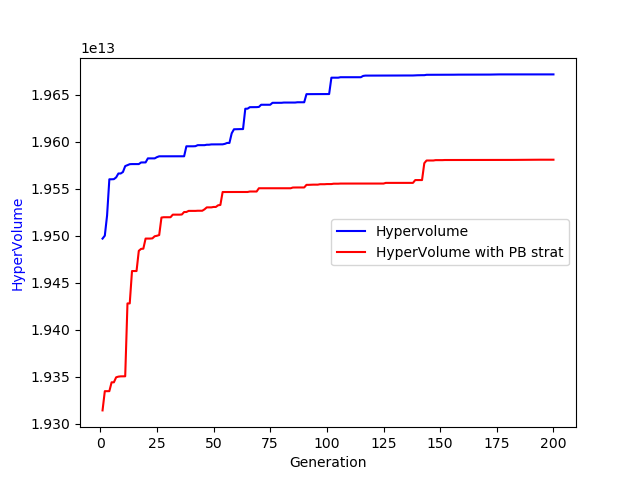 1e13
1.965
1.960
1.955
1.950
1.945
1.940
1.935
1.930
HyperVolume
Hypervolume
HyperVolume with PB strat
0 25 50 75 100 125 150 175 200
Generation